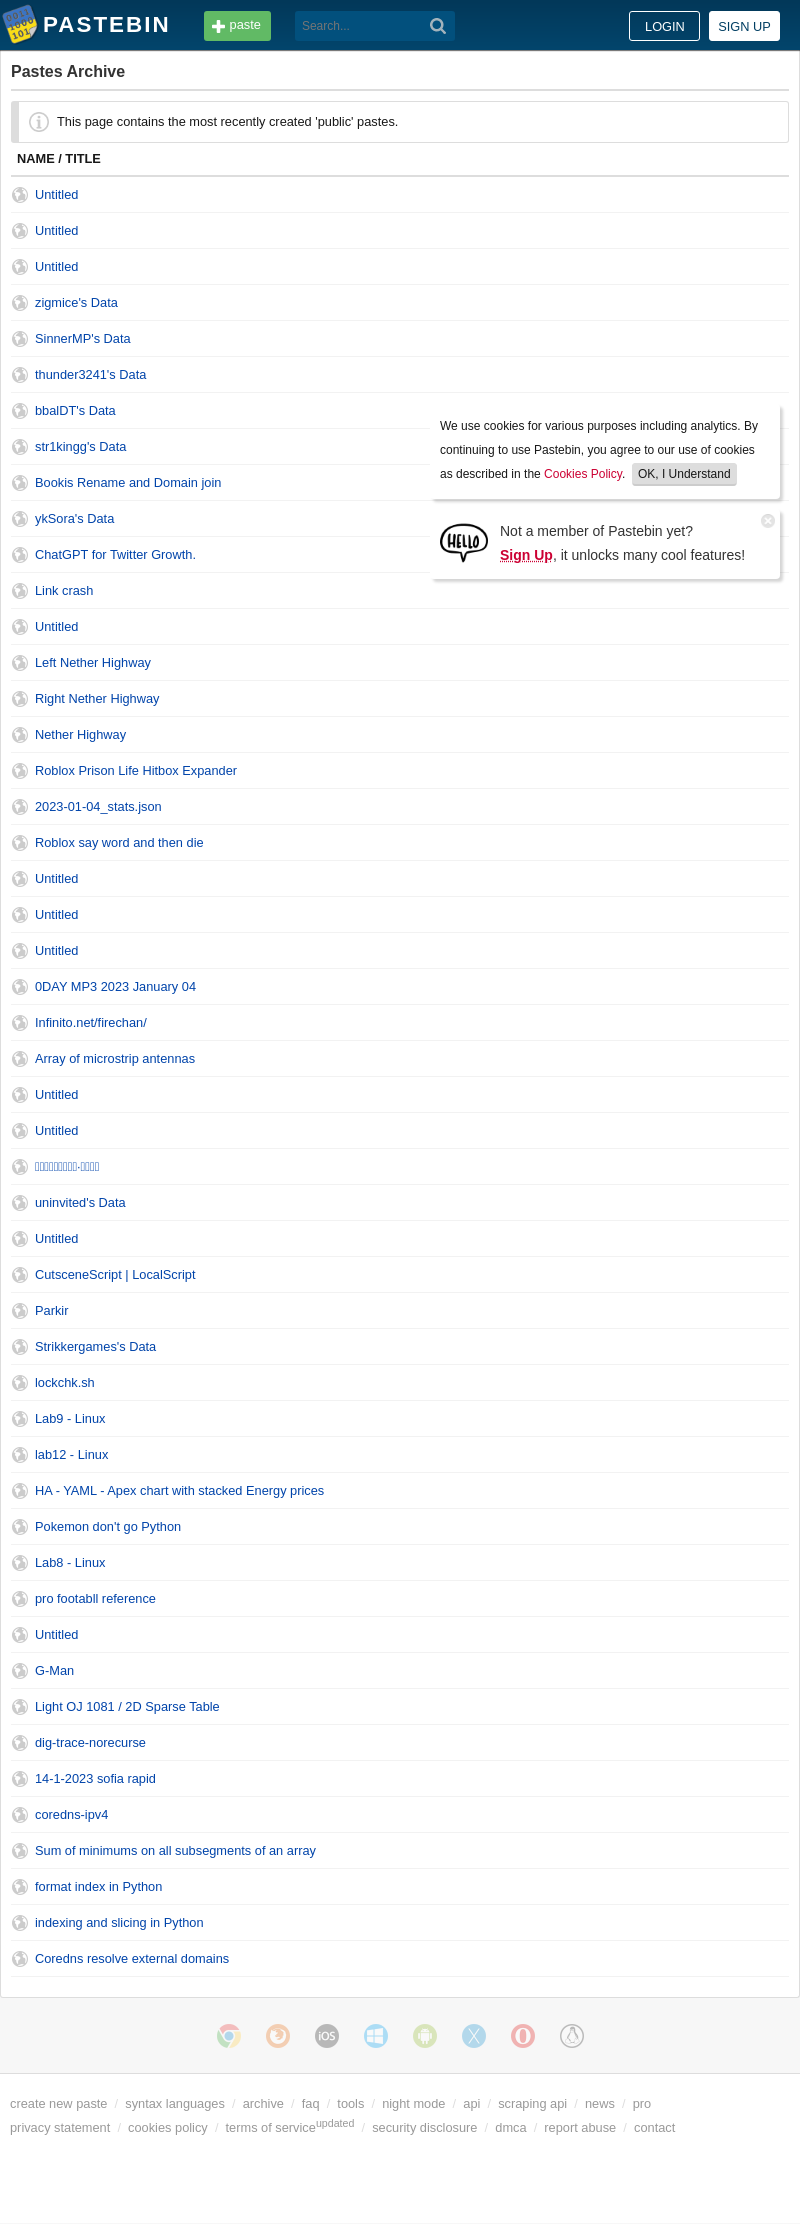 PASTEBIN paste Search... LOGIN SIGN UP
Pastes Archive
This page contains the most recently created 'public' pastes.
NAME / TITLE
Untitled
Untitled
Untitled
zigmice's Data
SinnerMP's Data
thunder3241's Data
bbalDT's Data
str1kingg's Data
Bookis Rename and Domain join
ykSora's Data
ChatGPT for Twitter Growth.
Link crash
We use cookies for various purposes including analytics. By
continuing to use Pastebin, you agree to our use of cookies
as described in the Cookies Policy. OK, I Understand
HELLO
Not a member of Pastebin yet?
Sign Up, it unlocks many cool features!
Untitled
Left Nether Highway
Right Nether Highway
Nether Highway
Roblox Prison Life Hitbox Expander
2023-01-04_stats.json
Roblox say word and then die
Untitled
Untitled
Untitled
0DAY MP3 2023 January 04
Infinito.net/firechan/
Array of microstrip antennas
Untitled
Untitled
uninvited's Data
Untitled
CutsceneScript | LocalScript
Parkir
Strikkergames's Data
lockchk.sh
Lab9 - Linux
lab12 - Linux
HA - YAML - Apex chart with stacked Energy prices
Pokemon don't go Python
Lab8 - Linux
pro footabll reference
Untitled
G-Man
Light OJ 1081 / 2D Sparse Table
dig-trace-norecurse
14-1-2023 sofia rapid
coredns-ipv4
Sum of minimums on all subsegments of an array
format index in Python
indexing and slicing in Python
Coredns resolve external domains
iOS
create new paste / syntax languages / archive / faq / tools / night mode / api / scraping api / news / pro
privacy statement / cookies policy / terms of serviceupdated / security disclosure / dmca / report abuse / contact